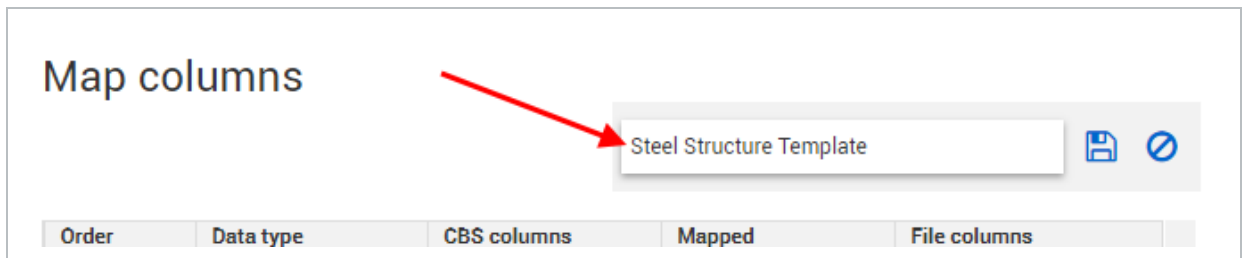 Map columns
Steel Structure Template
Order Data type CBS columns Mapped File columns